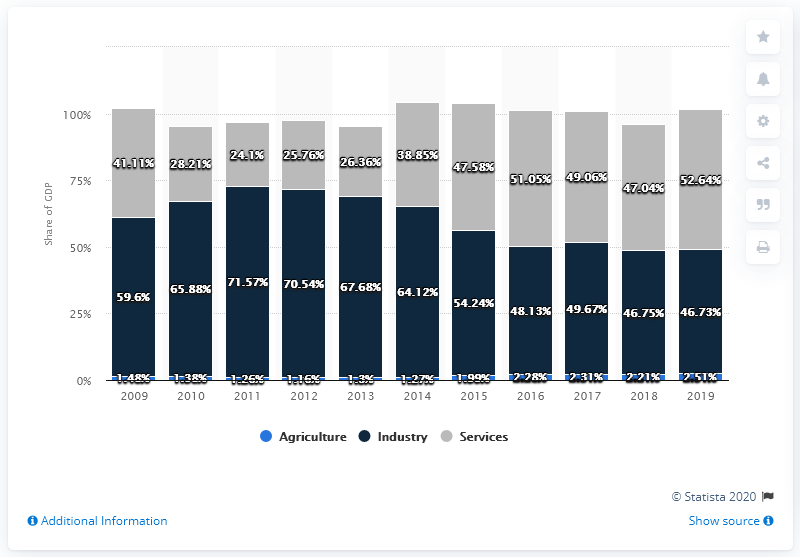 Share of GDP
100%
75%
50%
25%
0%
41.11% 28.21% 24.1% 25.76% 26.36% 38.85% 47.58% 51.05% 49.06% 47.04% 52.64%
59.6% 65.88% 71.57% 70.54% 67.68% 64.12% 54.24% 48.13% 49.67% 46.75% 46.73%
1.48% 1.38% 1.26% 1.16% 1.3% 1.27% 1.99% 2.28% 2.31% 2.21% 2.51%
2009 2010 2011 2012 2013 2014 2015 2016 2017 2018 2019
Agriculture Industry Services
© Statista 2020
Additional Information Show source